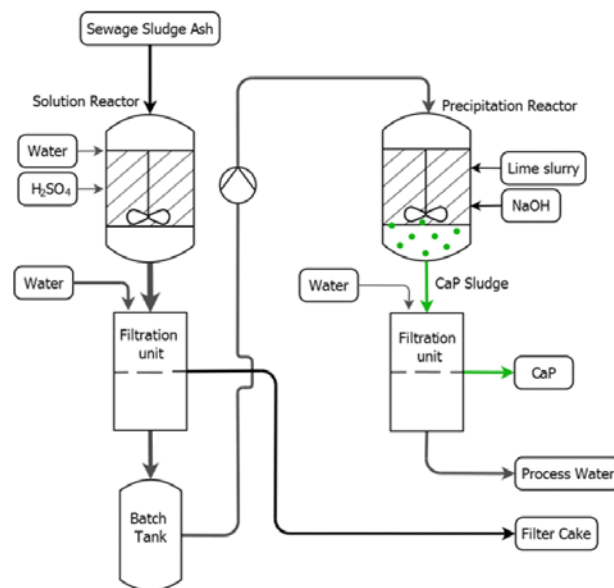 Sewage Sludge Ash
Solution Reactor
Precipitation Reactor
Water
H₂SO₄
Lime slurry
NaOH
Water
CaP Sludge
Water
Filtration
unit
Filtration
unit
CaP
Process Water
Batch
Tank
Filter Cake